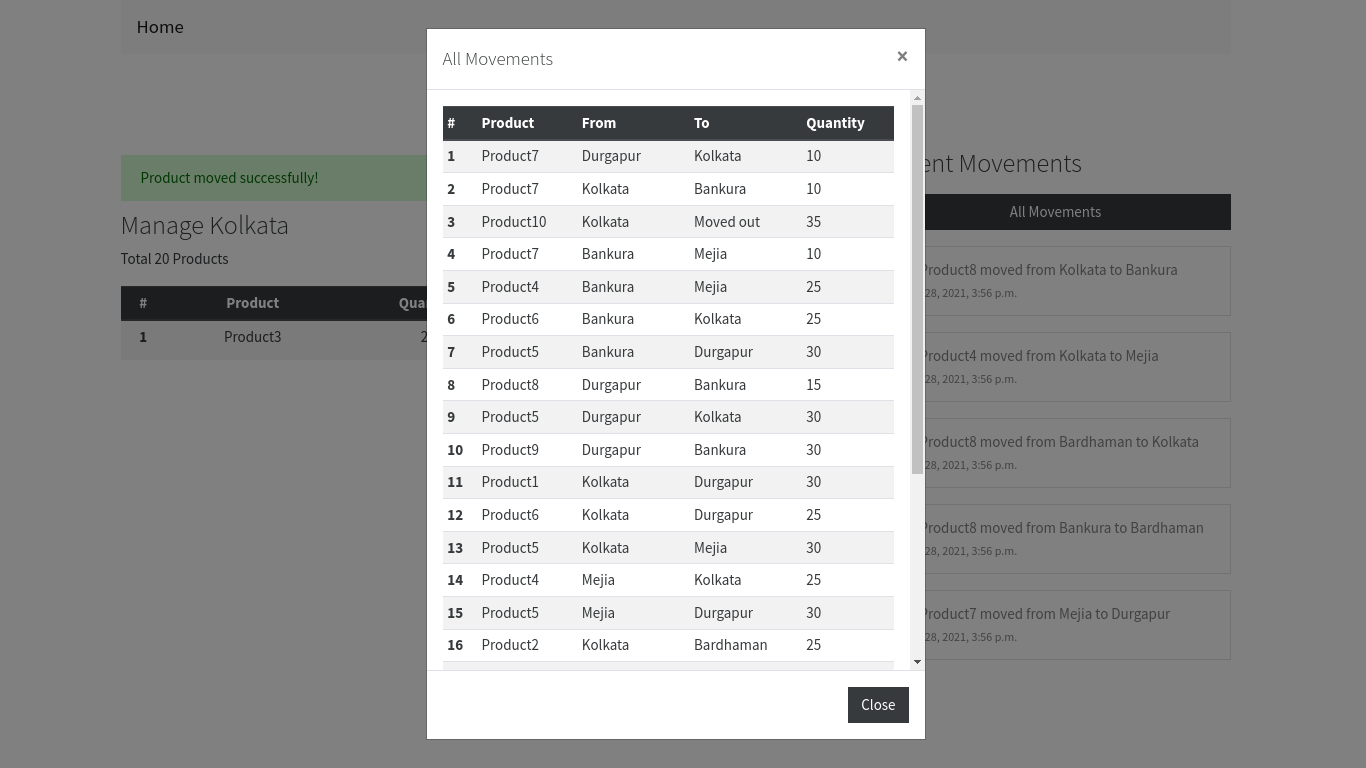 Home
All Movements
×
# Product From To Quantity
1 Product7 Durgapur Kolkata 10
2 Product7 Kolkata Bankura 10
3 Product10 Kolkata Moved out 35
4 Product7 Bankura Mejia 10
5 Product4 Bankura Mejia 25
6 Product6 Bankura Kolkata 25
7 Product5 Bankura Durgapur 30
8 Product8 Durgapur Bankura 15
9 Product5 Durgapur Kolkata 30
10 Product9 Durgapur Bankura 30
11 Product1 Kolkata Durgapur 30
12 Product6 Kolkata Durgapur 25
13 Product5 Kolkata Mejia 30
14 Product4 Mejia Kolkata 25
15 Product5 Mejia Durgapur 30
16 Product2 Kolkata Bardhaman 25
Close
Product moved successfully!
Manage Kolkata
Total 20 Products
# Product
1 Product3
Movements
All Movements
Product8 moved from Kolkata to Bankura
28, 2021, 3:56 p.m.
Product4 moved from Kolkata to Mejia
28, 2021, 3:56 p.m.
Product8 moved from Bardhaman to Kolkata
28, 2021, 3:56 p.m.
Product8 moved from Bankura to Bardhaman
28, 2021, 3:56 p.m.
Product7 moved from Mejia to Durgapur
28, 2021, 3:56 p.m.